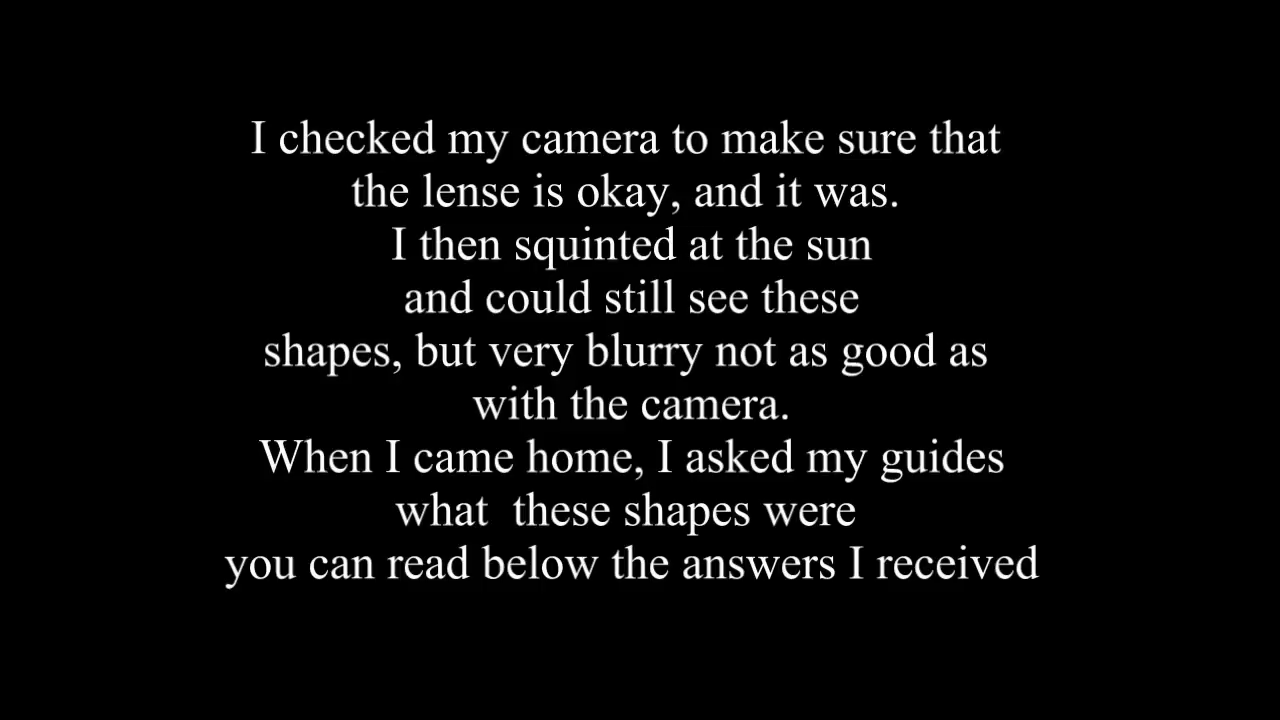 I checked my camera to make sure that
the lense is okay, and it was.
I then squinted at the sun
and could still see these
shapes, but very blurry not as good as
with the camera.
When I came home, I asked my guides
what  these shapes were
you can read below the answers I received